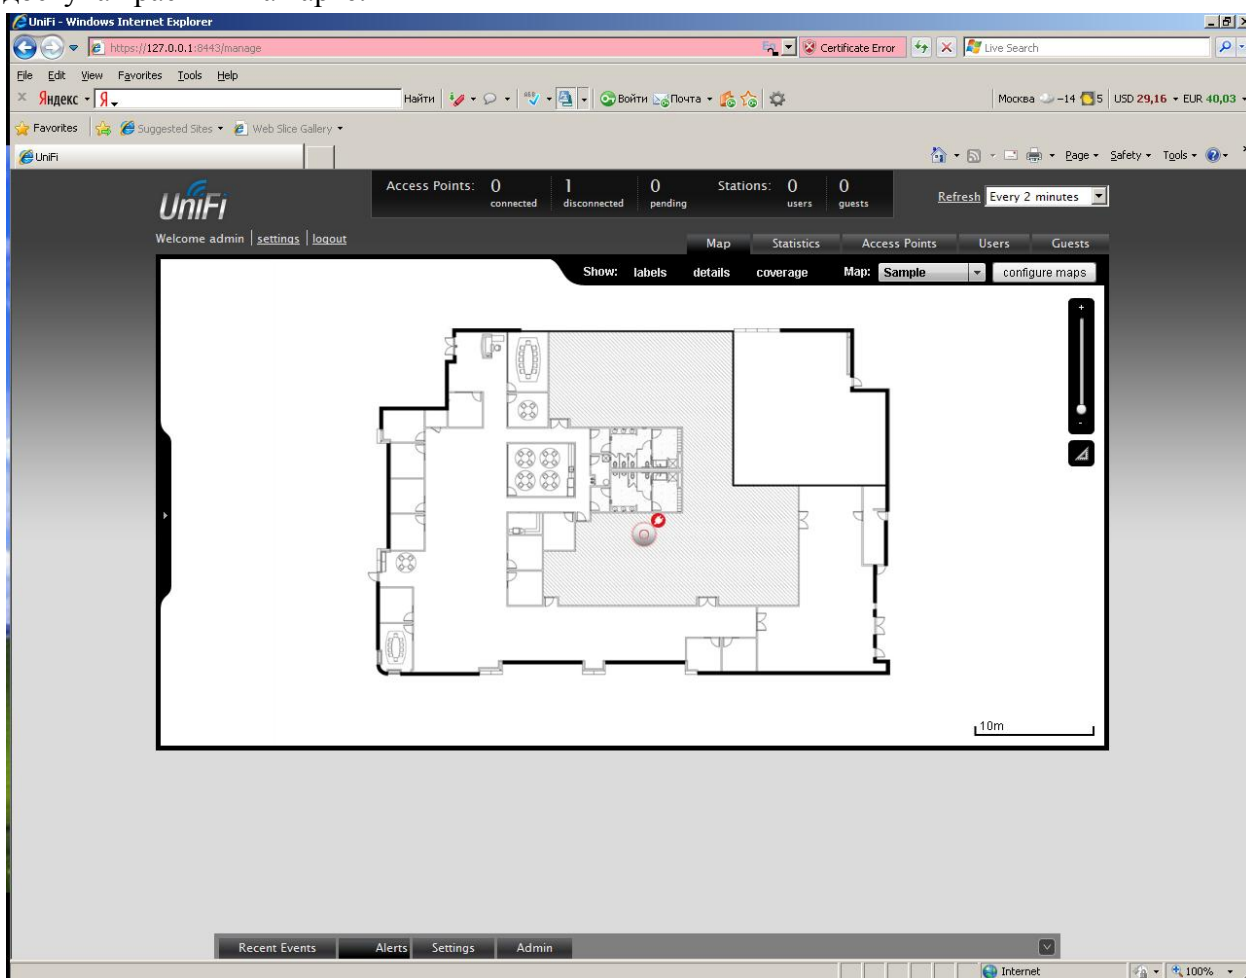 UniFi - Windows Internet Explorer
https://127.0.0.1:8443/manage Certificate Error Live Search
File Edit View Favorites Tools Help
Яндекс Я Найти Войти Почта Москва -14 5 USD 29,16 EUR 40,03
Favorites Suggested Sites Web Slice Gallery
UniFi Page Safety Tools
UniFi
Access Points: 0 1 0 Stations: 0 0
connected disconnected pending users guests
Refresh Every 2 minutes
Welcome admin | settings | logout
Map Statistics Access Points Users Guests
Show: labels details coverage Map: Sample configure maps
+
-
10m
Recent Events Alerts Settings Admin
Internet 100%